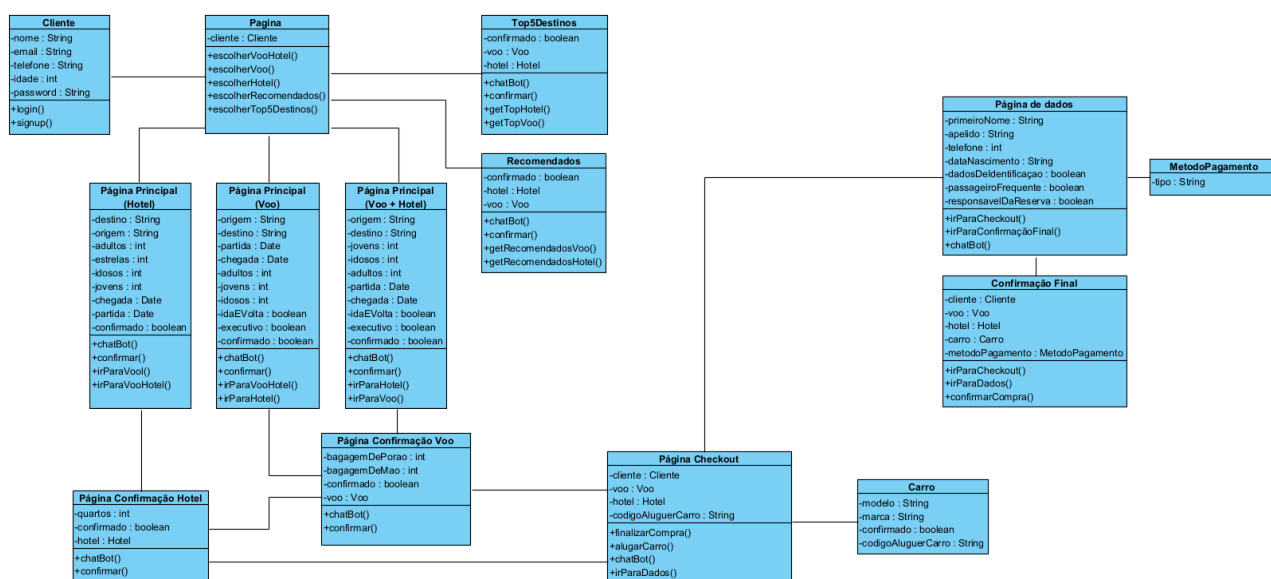 Cliente
-nome : String
-email : String
-telefone : String
-idade : int
-password : String
+login()
+signup()
Pagina
-cliente : Cliente
+escolherVooHotel()
+escolherVoo()
+escolherHotel()
+escolherRecomendados()
+escolherTop5Destinos()
Top5Destinos
-confirmado : boolean
-voo : Voo
-hotel : Hotel
+chatBot()
+confirmar()
+getTopHotel()
+getTopVoo()
Recomendados
-confirmado : boolean
-hotel : Hotel
-voo : Voo
+chatBot()
+confirmar()
+getRecomendadosVoo()
+getRecomendadosHotel()
Página Principal
(Hotel)
-destino : String
-origem : String
-adultos : int
-estrelas : int
-idosos : int
-jovens : int
-chegada : Date
-partida : Date
-confirmado : boolean
+chatBot()
+confirmar()
+irParaVool()
+irParaVooHotel()
Página Principal
(Voo)
-origem : String
-destino : String
-partida : Date
-chegada : Date
-adultos : int
-jovens : int
-idosos : int
-idaEVolta : boolean
-executivo : boolean
-confirmado : boolean
+chatBot()
+confirmar()
+irParaVooHotel()
+irParaHotel()
Página Principal
(Voo + Hotel)
-origem : String
-destino : String
-jovens : int
-idosos : int
-adultos : int
-partida : Date
-chegada : Date
-idaEVolta : boolean
-executivo : boolean
-confirmado : boolean
+chatBot()
+confirmar()
+irParaHotel()
+irParaVoo()
Página de dados
-primeiroNome : String
-apelido : String
-telefone : int
-dataNascimento : String
-dadosDeIdentificaçao : boolean
-passageiroFrequente : boolean
-responsavelDaReserva : boolean
+irParaCheckout()
+irParaConfirmaçãoFinal()
+chatBot()
MetodoPagamento
-tipo : String
Confirmação Final
-cliente : Cliente
-voo : Voo
-hotel : Hotel
-carro : Carro
-metodoPagamento : MetodoPagamento
+irParaCheckout()
+irParaDados()
+confirmarCompra()
Página Confirmação Voo
-bagagemDePorao : int
-bagagemDeMao : int
-confirmado : boolean
-voo : Voo
+chatBot()
+confirmar()
Página Confirmação Hotel
-quartos : int
-confirmado : boolean
-hotel : Hotel
+chatBot()
+confirmar()
Página Checkout
-cliente : Cliente
-voo : Voo
-hotel : Hotel
-codigoAluguerCarro : String
+finalizarCompra()
+alugarCarro()
+chatBot()
+irParaDados()
Carro
-modelo : String
-marca : String
-confirmado : boolean
-codigoAluguerCarro : String